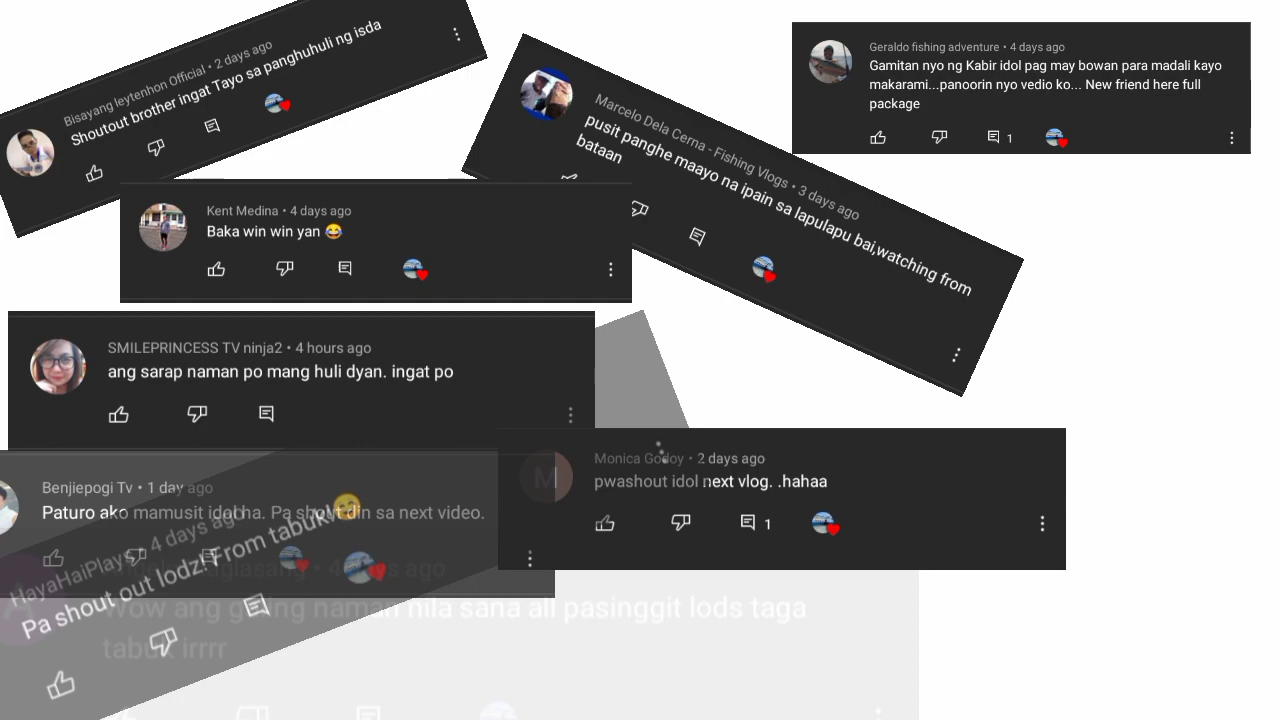 Bisayang leytenhon Official • 2 days ago
Shoutout brother ingat Tayo sa panghuhuli ng isda
Marcelo Dela Cerna - Fishing Vlogs • 3 days ago
pusit panghe maayo na ipain sa lapulapu bai,watching from
bataan
Geraldo fishing adventure • 4 days ago
Gamitan nyo ng Kabir idol pag may bowan para madali kayo
makarami...panoorin nyo vedio ko... New friend here full
package
1
Kent Medina • 4 days ago
Baka win win yan 😂
SMILEPRINCESS TV ninja2 • 4 hours ago
ang sarap naman po mang huli dyan. ingat po
Monica Godoy • 2 days ago
M
pwashout idol next vlog. .hahaa
1
Benjiepogi Tv • 1 day ago
Paturo ako mamusit idol ha. Pa shout din sa next video.
HayaHaiPlays • 4 days ago
Pa shout out lodz! From tabuk!
• 4 days ago
Wow ang galing naman nila sana all pasinggit lods taga
tabuk irrrr